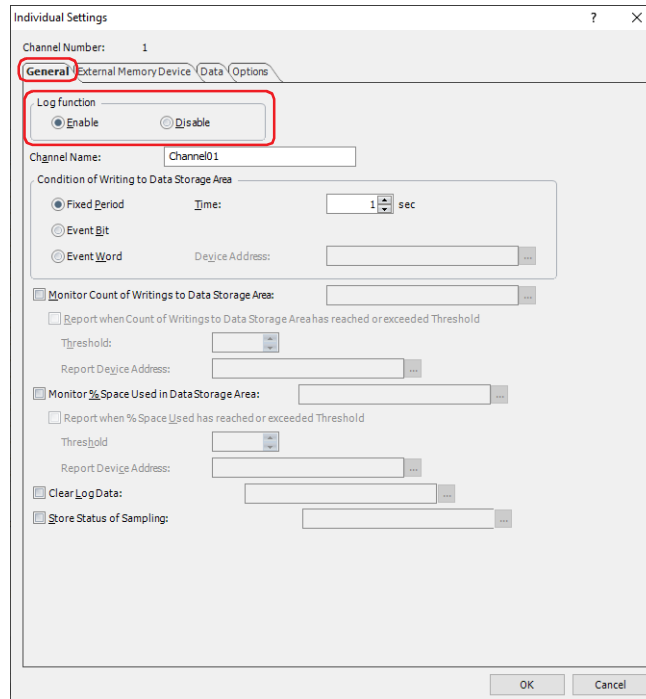 Individual Settings ? ✕
Channel Number: 1
General External Memory Device Data Options
Log function
Enable Disable
Channel Name: Channel01
Condition of Writing to Data Storage Area
Fixed Period Time: 1 sec
Event Bit
Event Word Device Address: ...
Monitor Count of Writings to Data Storage Area: ...
Report when Count of Writings to Data Storage Area has reached or exceeded Threshold
Threshold:
Report Device Address: ...
Monitor % Space Used in Data Storage Area: ...
Report when % Space Used has reached or exceeded Threshold
Threshold
Report Device Address: ...
Clear Log Data: ...
Store Status of Sampling: ...
OK Cancel